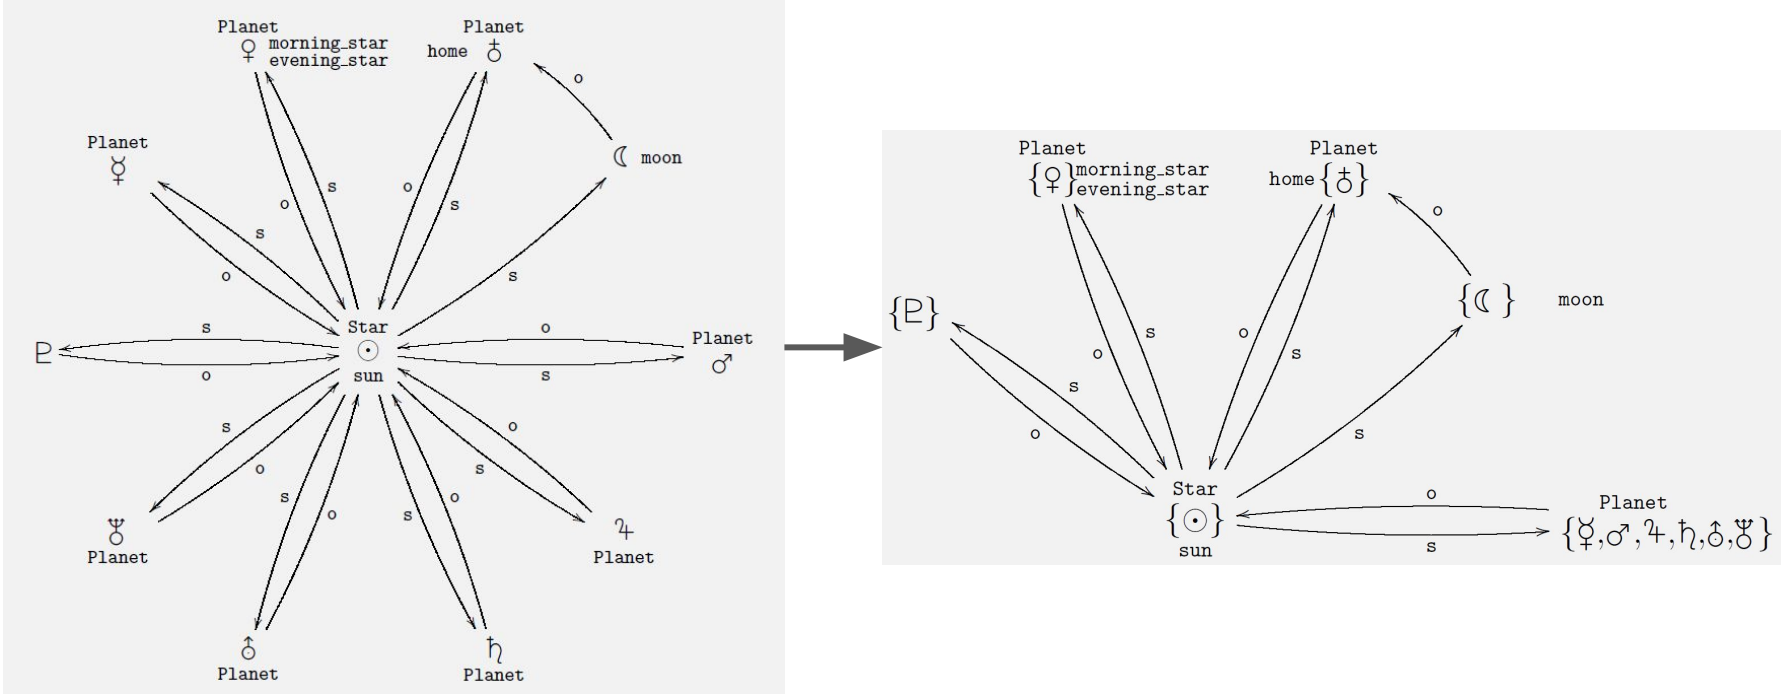 Planet
♀ morning_star
evening_star
Planet
home ♁
o
Planet
☿
☾ moon
s
o
o
s
s
o
s
Star
☉
sun
♇
s
o
o
s
Planet
♂
s
o
s
o
s
o
o
s
♆
Planet
♃
Planet
⛢
Planet
♄
Planet
Planet
{♀} morning_star
evening_star
Planet
home {♁}
o
{♇}
{☾} moon
s
o
o
s
s
o
s
Star
{☉}
sun
o
s
Planet
{☿,♂,♃,♄,⛢,♆}